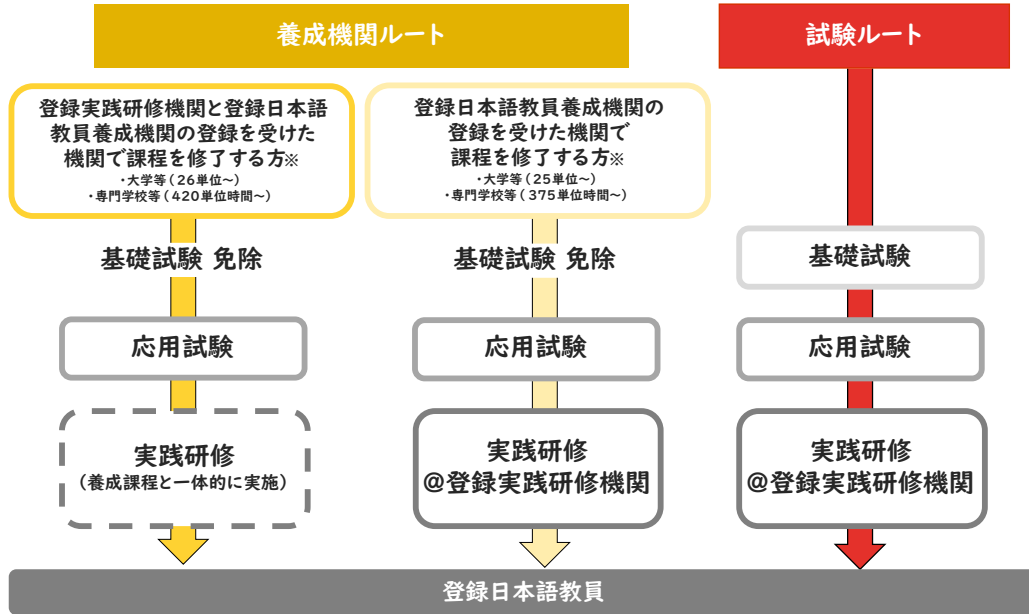 養成機関ルート
試験ルート
登録実践研修機関と登録日本語
教員養成機関の登録を受けた
機関で課程を修了する方※
・大学等(26単位～)
・専門学校等(420単位時間～)
登録日本語教員養成機関の
登録を受けた機関で
課程を修了する方※
・大学等(25単位～)
・専門学校等(375単位時間～)
基礎試験 免除
基礎試験 免除
基礎試験
応用試験
応用試験
応用試験
実践研修
(養成課程と一体的に実施)
実践研修
@登録実践研修機関
実践研修
@登録実践研修機関
登録日本語教員